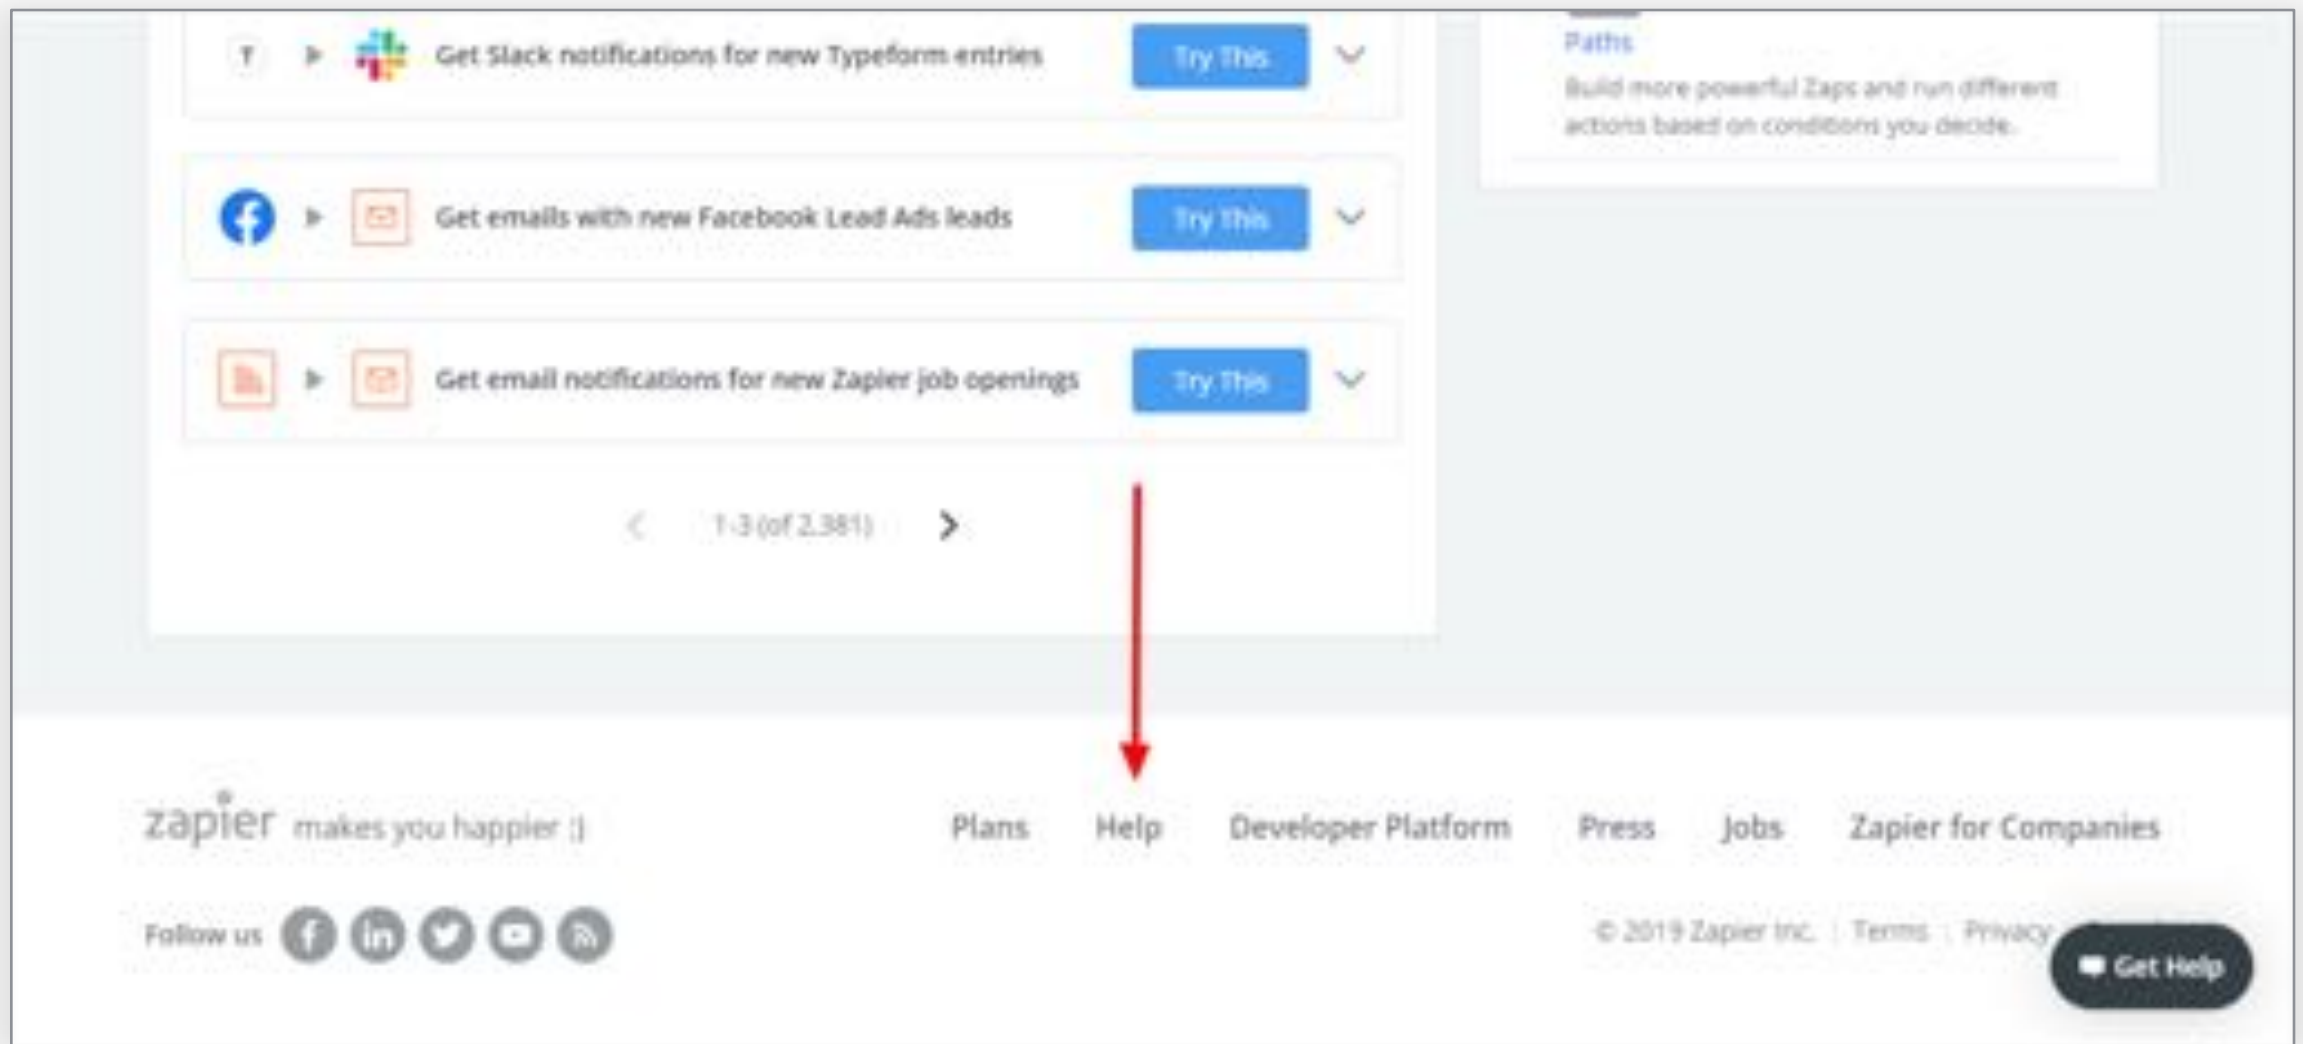 T
Get Slack notifications for new Typeform entries
Try This
Paths
Build more powerful Zaps and run different
actions based on conditions you decide.
Get emails with new Facebook Lead Ads leads
Try This
Get email notifications for new Zapier job openings
Try This
1-3 (of 2,381)
zapier makes you happier :)
Plans Help Developer Platform Press Jobs Zapier for Companies
Follow us
© 2019 Zapier Inc. | Terms | Privacy
Get Help